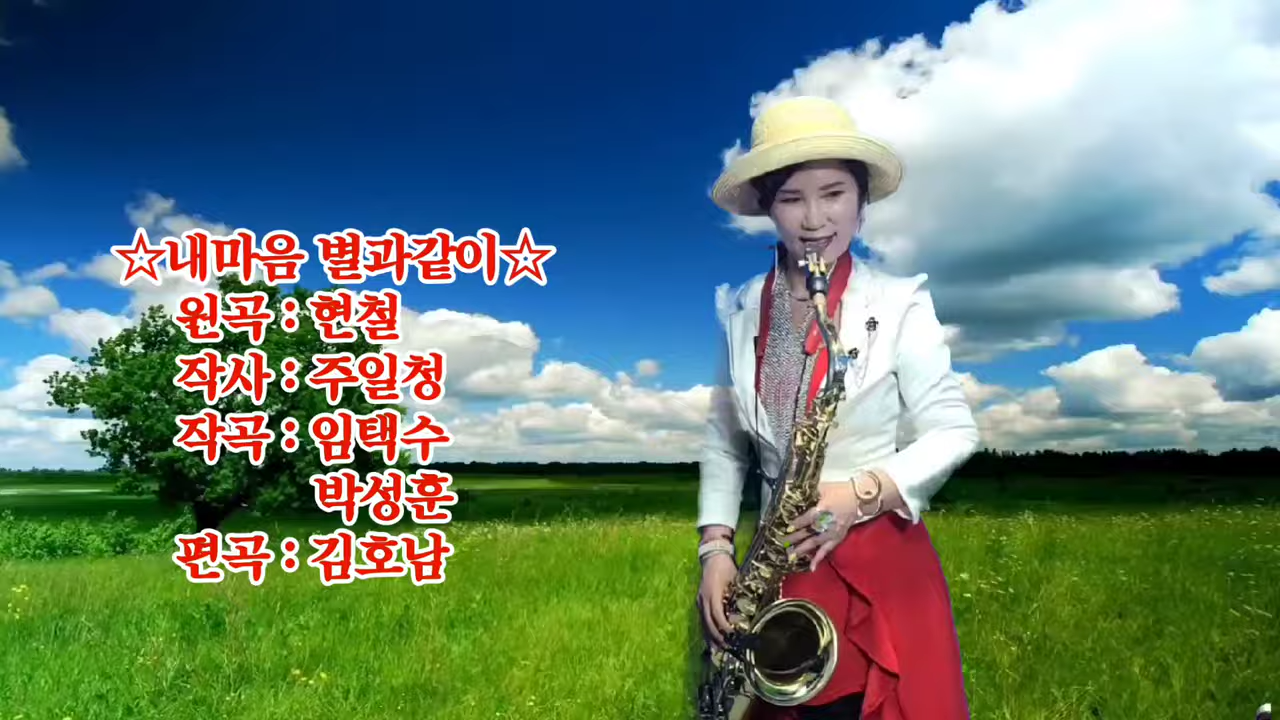 ☆내마음 별과같이☆
원곡 : 현철
작사 : 주일청
작곡 : 임택수
박성훈
편곡 : 김호남